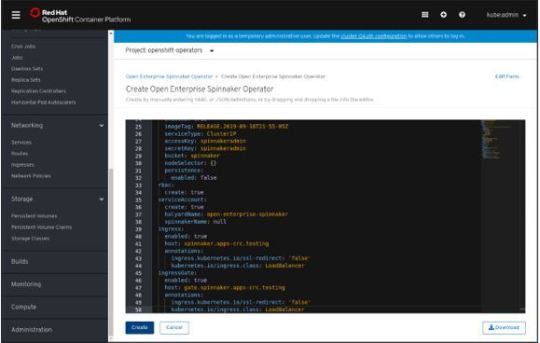 Red Hat
OpenShift Container Platform
kube:admin
You are logged in as a temporary administrative user. Update the cluster OAuth configuration to allow others to log in.
Project: openshift-operators
Cron Jobs
Jobs
Daemon Sets
Replica Sets
Replication Controllers
Horizontal Pod Autoscalers
Networking
Services
Routes
Ingresses
Network Policies
Storage
Persistent Volumes
Persistent Volume Claims
Storage Classes
Builds
Monitoring
Compute
Administration
Open Enterprise Spinnaker Operator > Create Open Enterprise Spinnaker Operator
Edit Form
Create Open Enterprise Spinnaker Operator
Create by manually entering YAML or JSON definitions, or by dragging and dropping a file into the editor.
25 imageTag: RELEASE.2019-09-18T21-55-05Z
26 serviceType: ClusterIP
27 accessKey: spinnakeradmin
28 secretKey: spinnakeradmin
29 bucket: spinnaker
30 nodeSelector: {}
31 persistence:
32 enabled: false
33 rbac:
34 create: true
35 serviceAccount:
36 create: true
37 halyardName: open-enterprise-spinnaker
38 spinnakerName: null
39 ingress:
40 enabled: true
41 host: spinnaker.apps-crc.testing
42 annotations:
43 ingress.kubernetes.io/ssl-redirect: 'false'
44 kubernetes.io/ingress.class: LoadBalancer
45 ingressGate:
46 enabled: true
47 host: gate.spinnaker.apps-crc.testing
48 annotations:
49 ingress.kubernetes.io/ssl-redirect: 'false'
50 kubernetes.io/ingress.class: LoadBalancer
Create
Cancel
Download